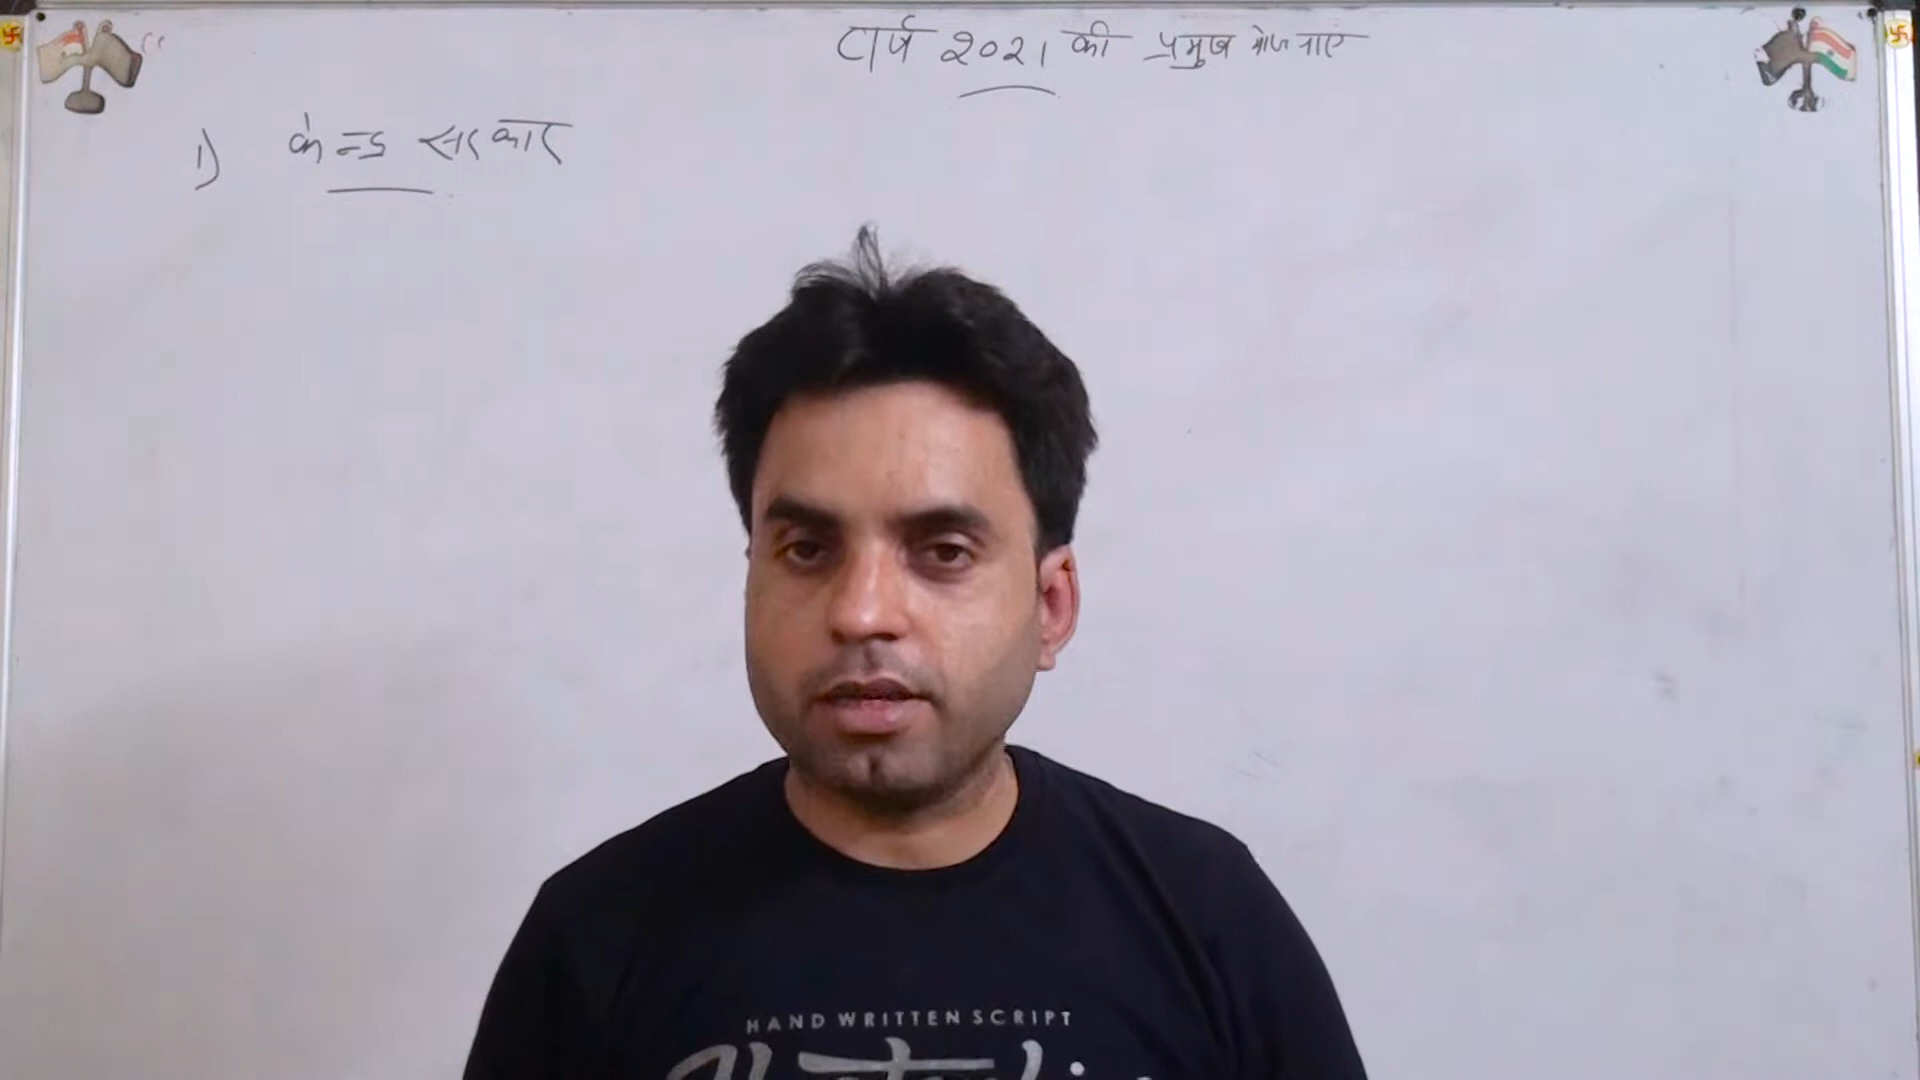 वर्ष 2021 की प्रमुख योजनाए
1) केन्द्र सरकार
HAND WRITTEN SCRIPT